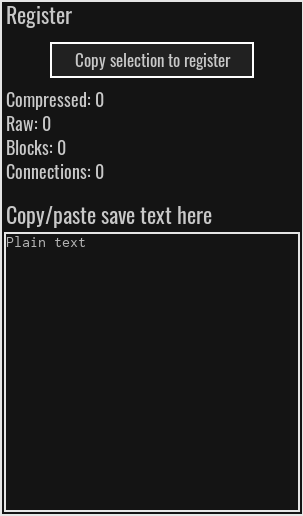 Register
Copy selection to register
Compressed: 0
Raw: 0
Blocks: 0
Connections: 0
Copy/paste save text here
Plain text